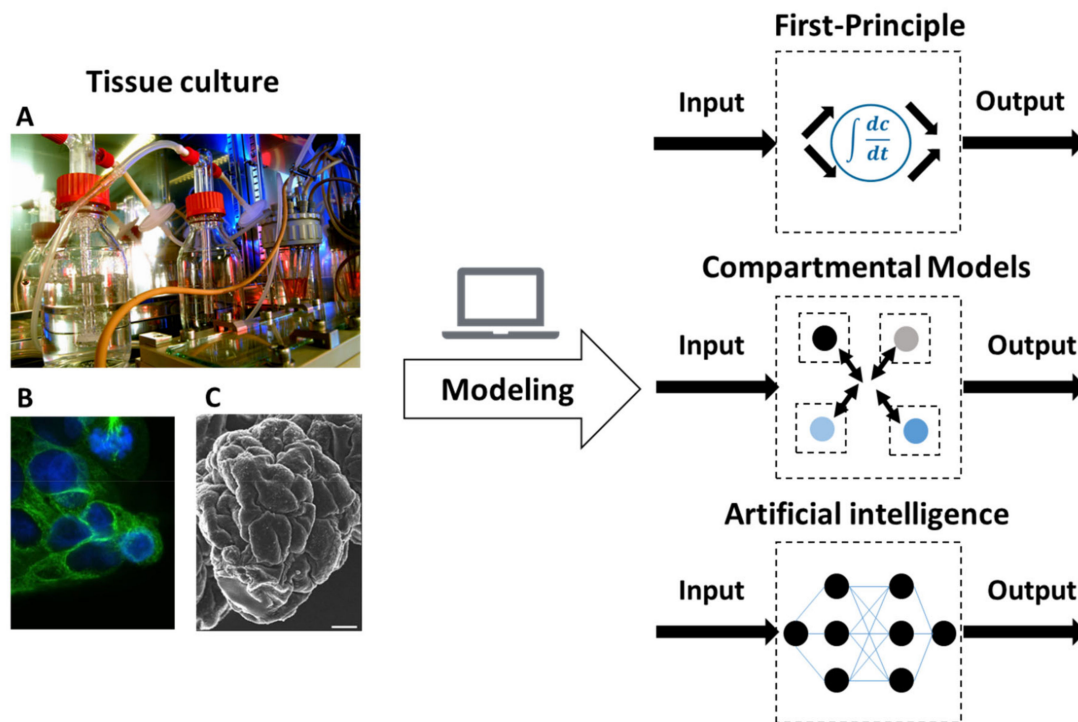 Tissue culture
A
B
C
Modeling
First-Principle
Input
Output
∫ dc/dt
Compartmental Models
Input
Output
Artificial intelligence
Input
Output